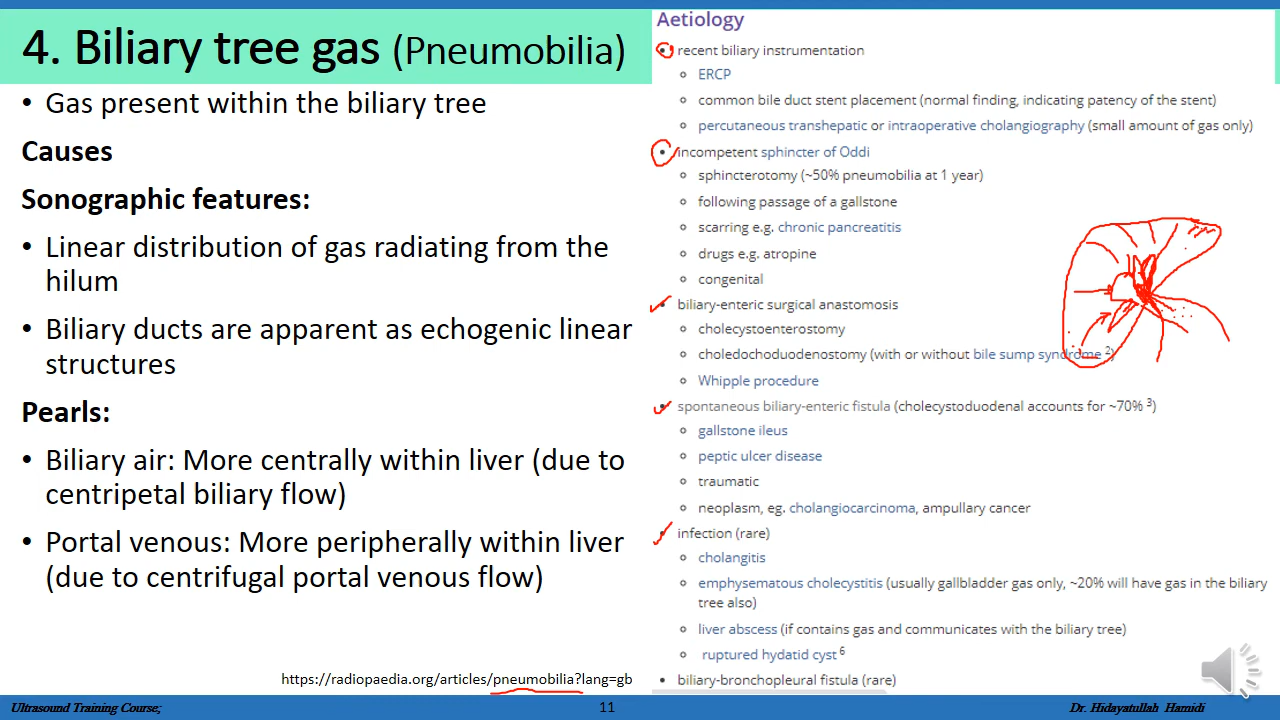 4. Biliary tree gas (Pneumobilia)
• Gas present within the biliary tree
Causes
Sonographic features:
• Linear distribution of gas radiating from the
hilum
• Biliary ducts are apparent as echogenic linear
structures
Pearls:
• Biliary air: More centrally within liver (due to
centripetal biliary flow)
• Portal venous: More peripherally within liver
(due to centrifugal portal venous flow)
https://radiopaedia.org/articles/pneumobilia?lang=gb
Aetiology
• recent biliary instrumentation
ERCP
common bile duct stent placement (normal finding, indicating patency of the stent)
percutaneous transhepatic or intraoperative cholangiography (small amount of gas only)
• incompetent sphincter of Oddi
sphincterotomy (~50% pneumobilia at 1 year)
following passage of a gallstone
scarring e.g. chronic pancreatitis
drugs e.g. atropine
congenital
• biliary-enteric surgical anastomosis
cholecystoenterostomy
choledochoduodenostomy (with or without bile sump syndrome 2)
Whipple procedure
• spontaneous biliary-enteric fistula (cholecystoduodenal accounts for ~70% 3)
gallstone ileus
peptic ulcer disease
traumatic
neoplasm, eg. cholangiocarcinoma, ampullary cancer
• infection (rare)
cholangitis
emphysematous cholecystitis (usually gallbladder gas only, ~20% will have gas in the biliary
tree also)
liver abscess (if contains gas and communicates with the biliary tree)
ruptured hydatid cyst 6
• biliary-bronchopleural fistula (rare)
Ultrasound Training Course;
11
Dr. Hidayatullah Hamidi